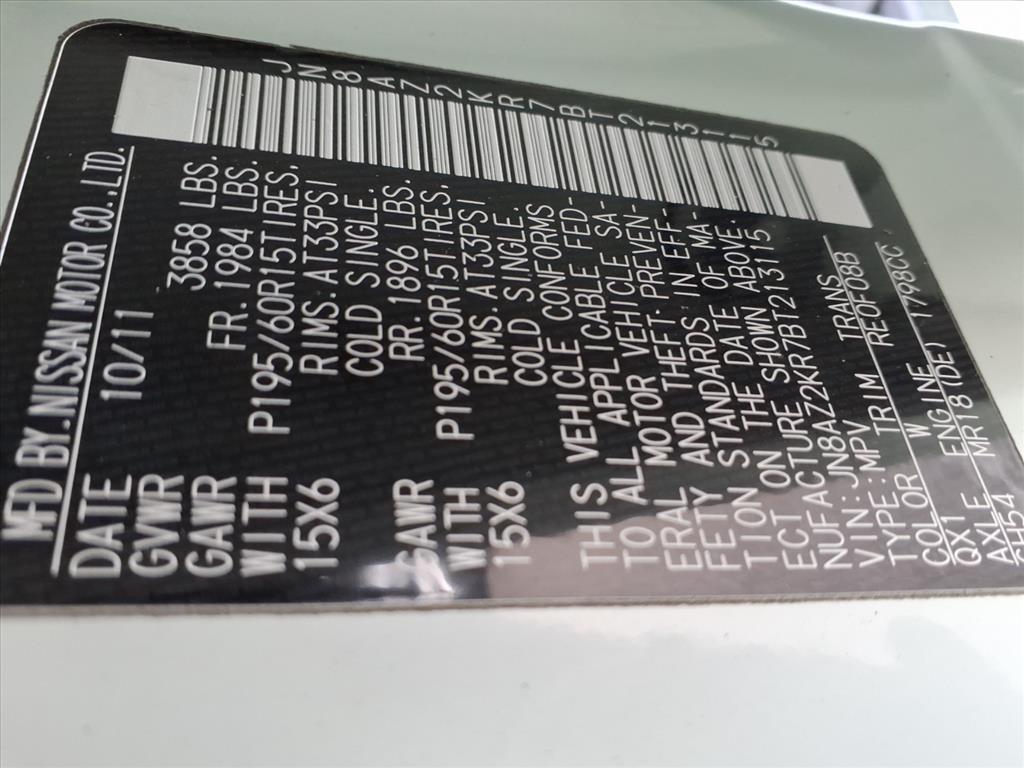 JN8AZ2KR7BT213115
MFD BY.NISSAN MOTOR CO.,LTD.
DATE 10/11
GVWR 3858 LBS.
GAWR FR.1984 LBS.
WITH P195/60R15TIRES,
15X6 RIMS.AT33PSI
COLD SINGLE.
GAWR RR.1896 LBS.
WITH P195/60R15TIRES,
15X6 RIMS.AT33PSI
COLD SINGLE.
THIS VEHICLE CONFORMS
TO ALL APPLICABLE FED-
ERAL MOTOR VEHICLE SA-
FETY AND THEFT PREVEN-
TION STANDARDS IN EFF-
ECT ON THE DATE OF MA-
NUFACTURE SHOWN ABOVE.
VIN:JN8AZ2KR7BT213115
TYPE:MPV
COLOR TRIM TRANS
QX1 W RE0F08B
AXLE ENGINE
SH54 MR18(DE) 1798CC